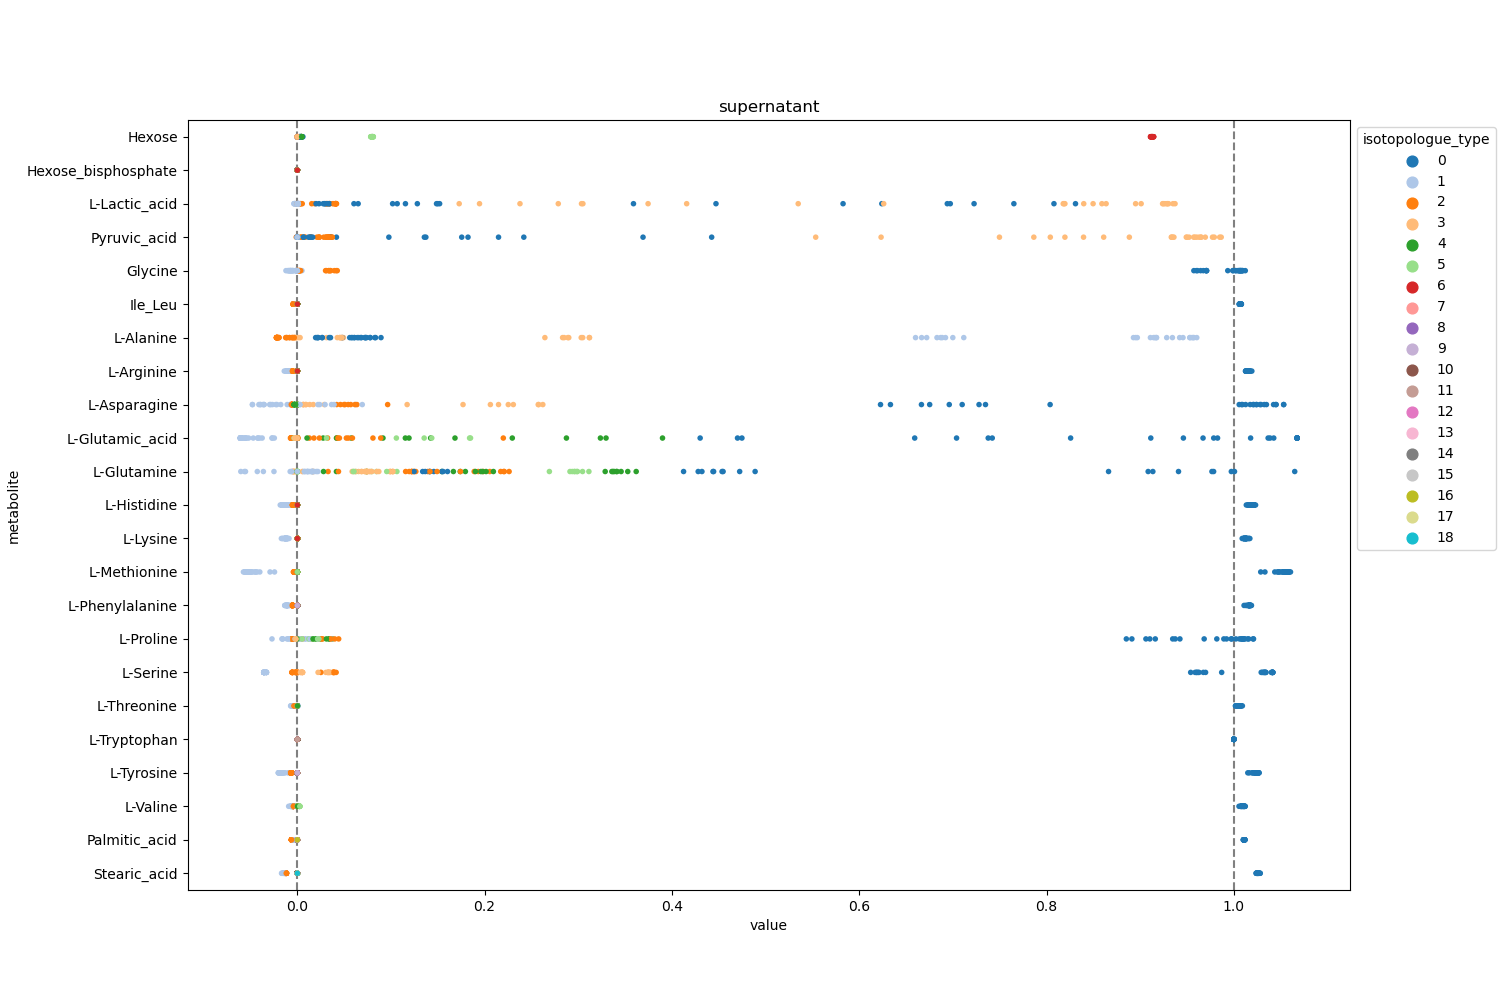 supernatant
metabolite
Hexose
Hexose_bisphosphate
L-Lactic_acid
Pyruvic_acid
Glycine
Ile_Leu
L-Alanine
L-Arginine
L-Asparagine
L-Glutamic_acid
L-Glutamine
L-Histidine
L-Lysine
L-Methionine
L-Phenylalanine
L-Proline
L-Serine
L-Threonine
L-Tryptophan
L-Tyrosine
L-Valine
Palmitic_acid
Stearic_acid
0.0 0.2 0.4 0.6 0.8 1.0
value
isotopologue_type
0
1
2
3
4
5
6
7
8
9
10
11
12
13
14
15
16
17
18